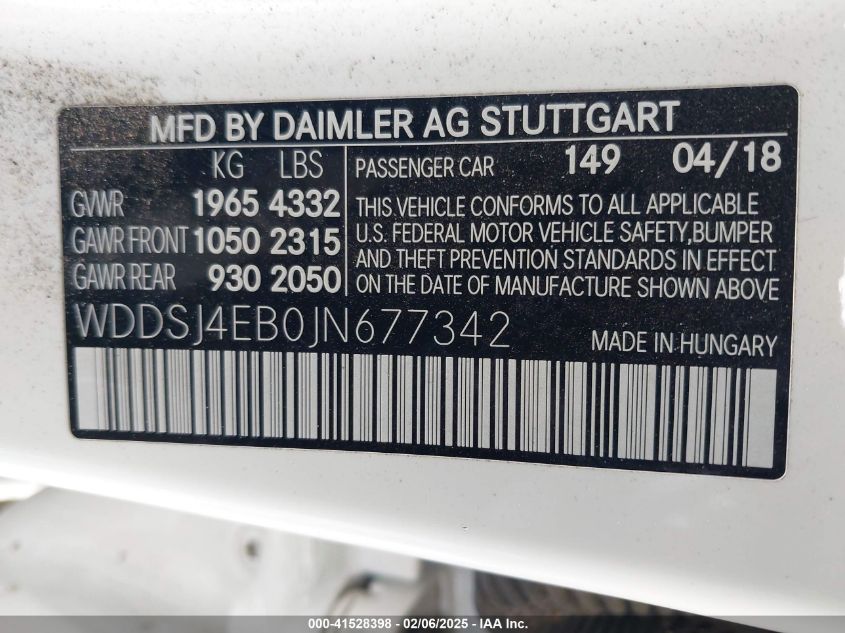 MFD BY DAIMLER AG STUTTGART
KG LBS
GVWR 1965 4332
GAWR FRONT 1050 2315
GAWR REAR 930 2050
PASSENGER CAR 149 04/18
THIS VEHICLE CONFORMS TO ALL APPLICABLE
U.S. FEDERAL MOTOR VEHICLE SAFETY,BUMPER
AND THEFT PREVENTION STANDARDS IN EFFECT
ON THE DATE OF MANUFACTURE SHOWN ABOVE
WDDSJ4EB0JN677342
MADE IN HUNGARY
000-41528398 - 02/06/2025 - IAAI, Inc.